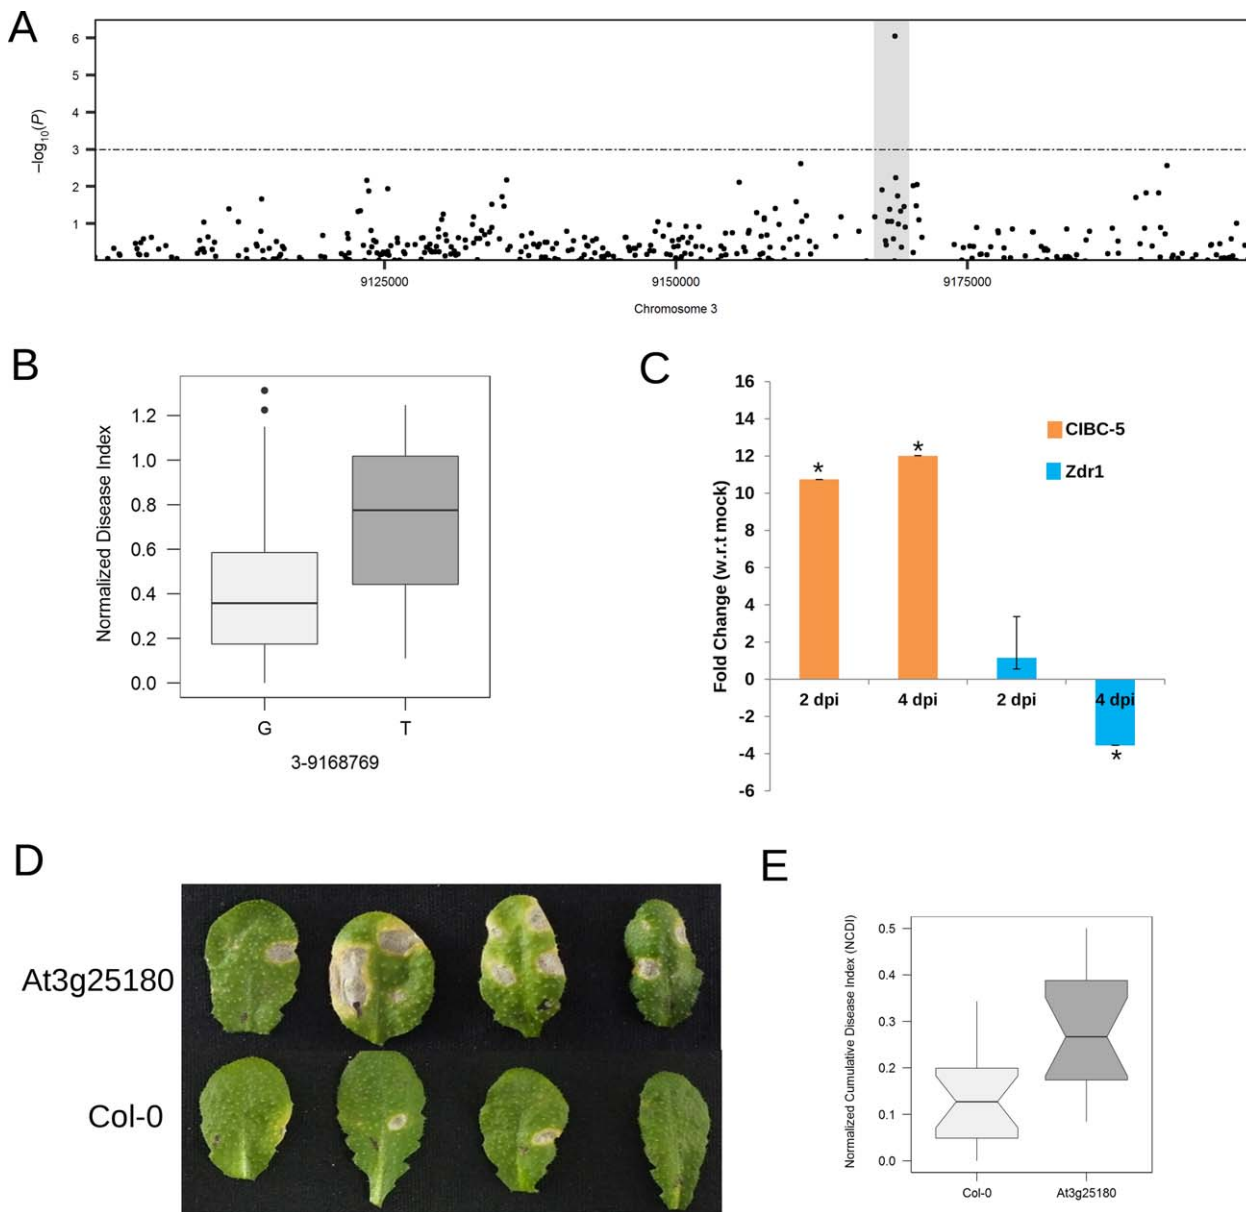 A
6
5
4
3
2
1
−log10(P)
9125000
9150000
9175000
Chromosome 3
B
Normalized Disease Index
1.2
1.0
0.8
0.6
0.4
0.2
0.0
G
T
3-9168769
C
Fold Change (w.r.t mock)
16
14
12
10
8
6
4
2
0
-2
-4
-6
*
*
*
2 dpi
4 dpi
2 dpi
4 dpi
CIBC-5
Zdr1
D
At3g25180
Col-0
E
Normalized Cumulative Disease Index (NCDI)
0.5
0.4
0.3
0.2
0.1
0.0
Col-0
At3g25180